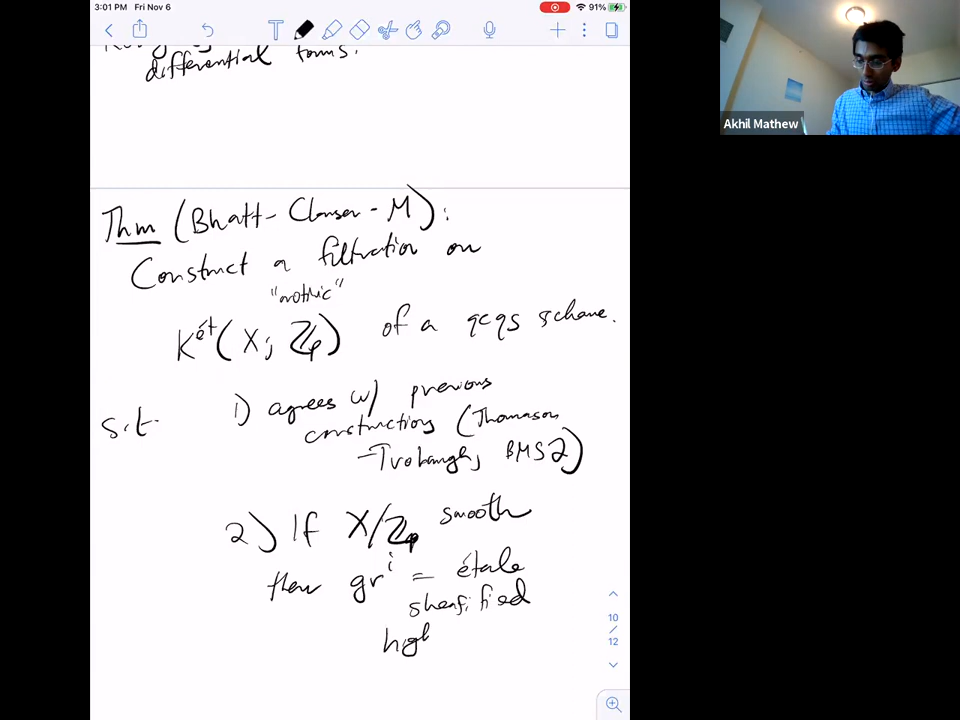 3:01 PM Fri Nov 6
91%
differential forms.
Akhil Mathew
Thm (Bhatt-Clausen-M):
Construct a filtration on
"motivic"
K^ét(X; Z_p) of a qcqs scheme.
s.t. 1) agrees w/ previous
constructions (Thomason
-Trobaugh, BMS2)
2) If X/Z_p smooth
then gr^i = étale
sheafified
high
10
/
12